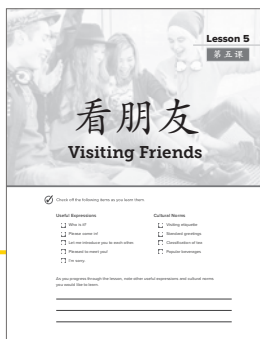 Lesson 5
第五课
看朋友
Visiting Friends
Check off the following items as you learn them.
Useful Expressions
Who is it?
Please come in!
Let me introduce you to each other.
Pleased to meet you!
I'm sorry.
Cultural Norms
Visiting etiquette
Standard greetings
Classification of tea
Popular beverages
As you progress through the lesson, note other useful expressions and cultural norms
you would like to learn.